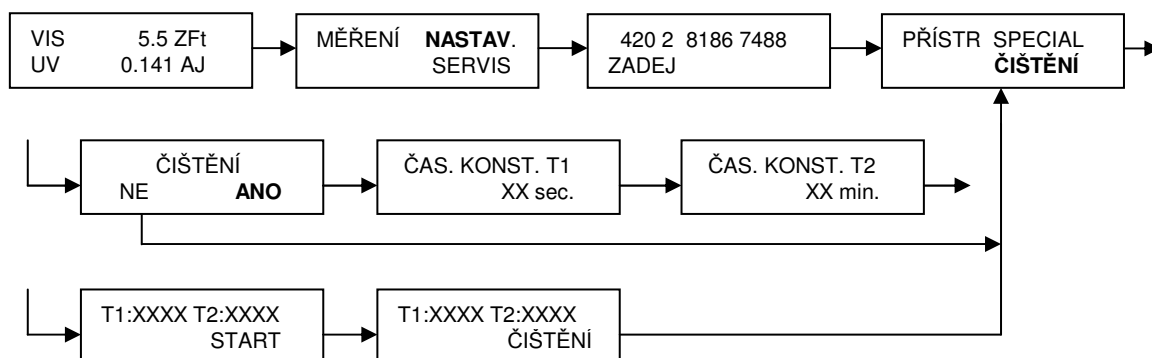 VIS 5.5 ZFt
UV 0.141 AJ
MĚŘENÍ NASTAV.
SERVIS
420 2 8186 7488
ZADEJ
PŘÍSTR SPECIAL
ČIŠTĚNÍ
ČIŠTĚNÍ
NE ANO
ČAS. KONST. T1
XX sec.
ČAS. KONST. T2
XX min.
T1:XXXX T2:XXXX
START
T1:XXXX T2:XXXX
ČIŠTĚNÍ